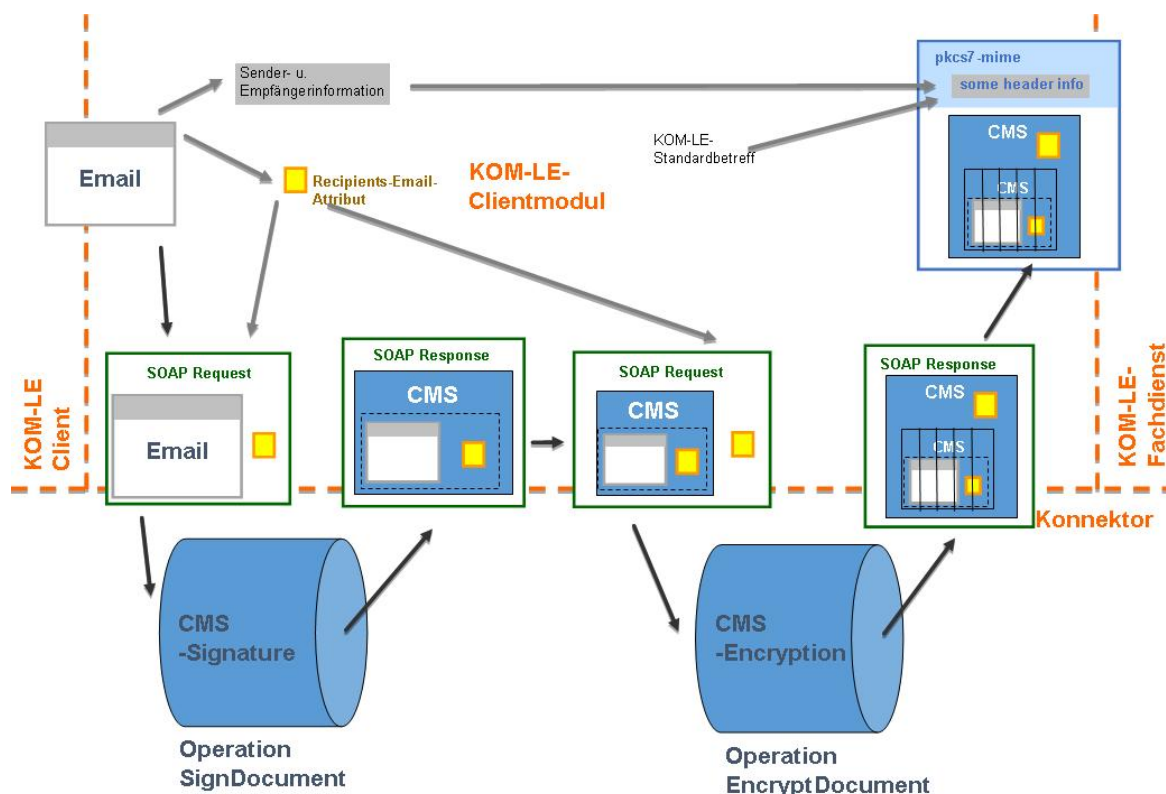 pkcs7-mime
some header info
Sender- u.
Empfängerinformation
KOM-LE-
Standardbetreff
CMS
CMS
Email
Recipients-Email-
Attribut
KOM-LE-
Clientmodul
SOAP Request
Email
SOAP Response
CMS
SOAP Request
CMS
SOAP Response
CMS
CMS
KOM-LE
Client
KOM-LE-
Fachdienst
Konnektor
CMS
-Signature
CMS
-Encryption
Operation
SignDocument
Operation
EncryptDocument